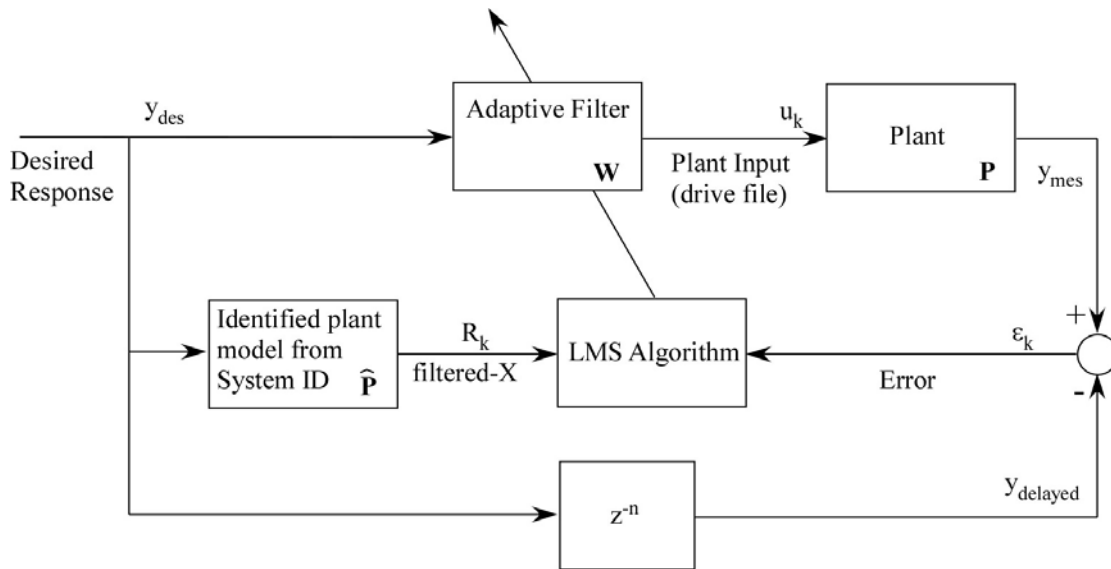 y_des
Desired
Response
Adaptive Filter
W
u_k
Plant Input
(drive file)
Plant
P
y_mes
Identified plant
model from
System ID P̂
R_k
filtered-X
LMS Algorithm
ε_k
Error
+
-
z^-n
y_delayed